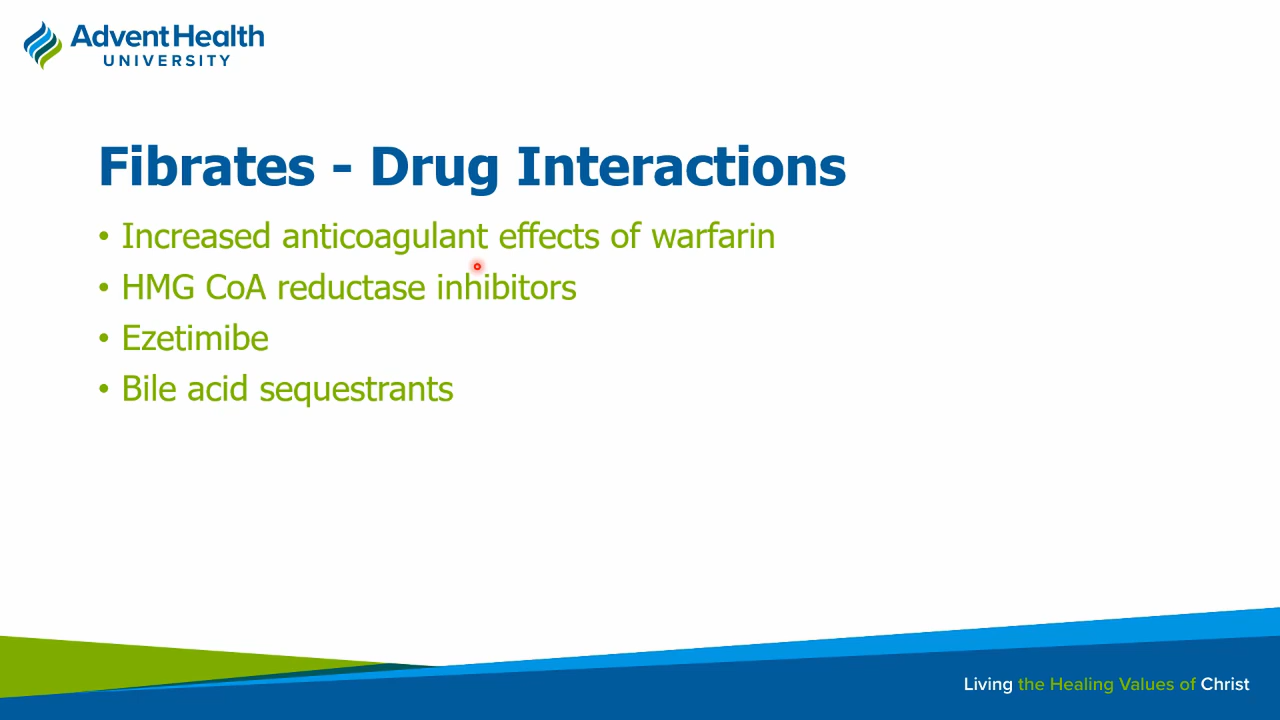 AdventHealth
UNIVERSITY
Fibrates - Drug Interactions
• Increased anticoagulant effects of warfarin
• HMG CoA reductase inhibitors
• Ezetimibe
• Bile acid sequestrants
Living the Healing Values of Christ